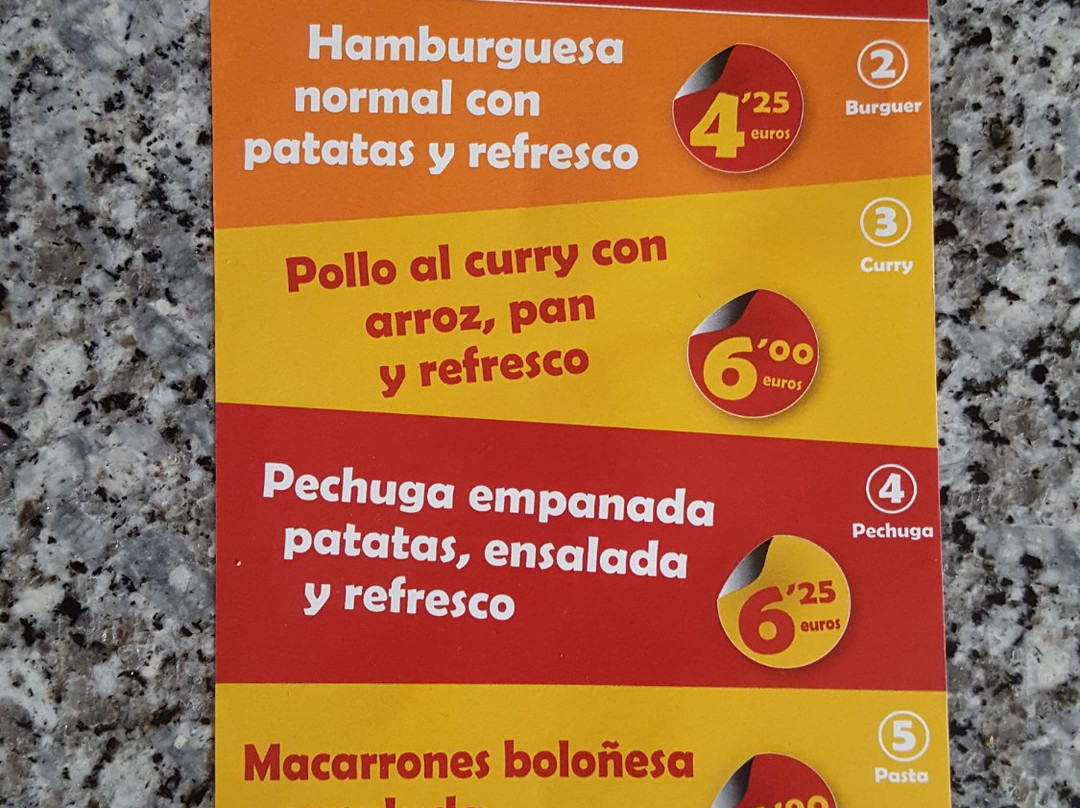 Hamburguesa
normal con
patatas y refresco
4'25
euros
2
Burguer
Pollo al curry con
arroz, pan
y refresco
6'00
euros
3
Curry
Pechuga empanada
patatas, ensalada
y refresco
6'25
euros
4
Pechuga
Macarrones boloñesa
5
Pasta